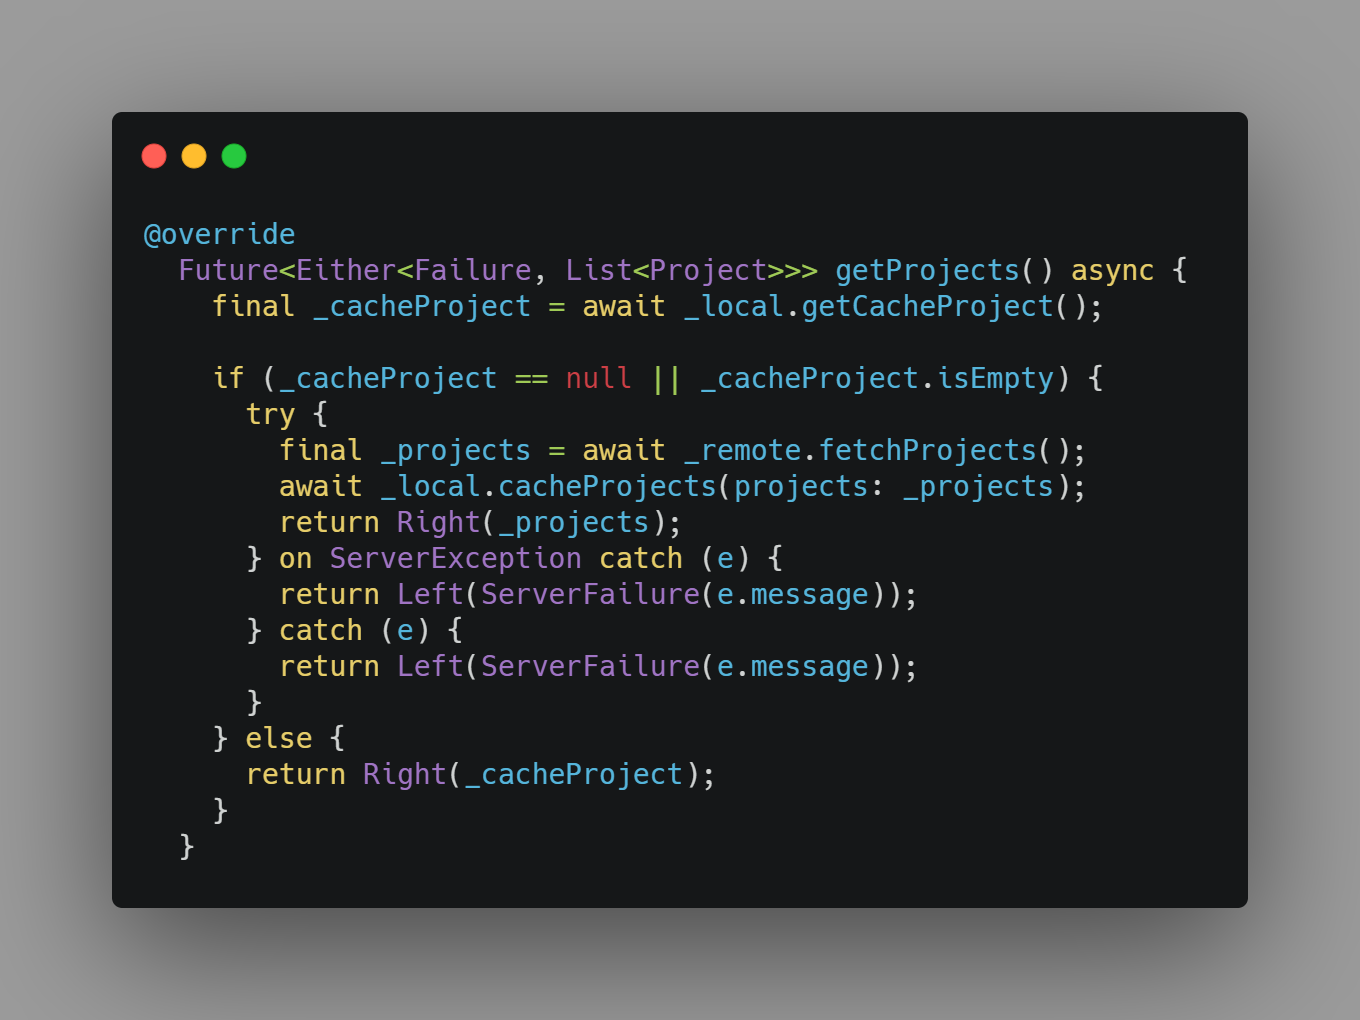 @override
  Future<Either<Failure, List<Project>>> getProjects() async {
    final _cacheProject = await _local.getCacheProject();

    if (_cacheProject == null || _cacheProject.isEmpty) {
      try {
        final _projects = await _remote.fetchProjects();
        await _local.cacheProjects(projects: _projects);
        return Right(_projects);
      } on ServerException catch (e) {
        return Left(ServerFailure(e.message));
      } catch (e) {
        return Left(ServerFailure(e.message));
      }
    } else {
      return Right(_cacheProject);
    }
  }